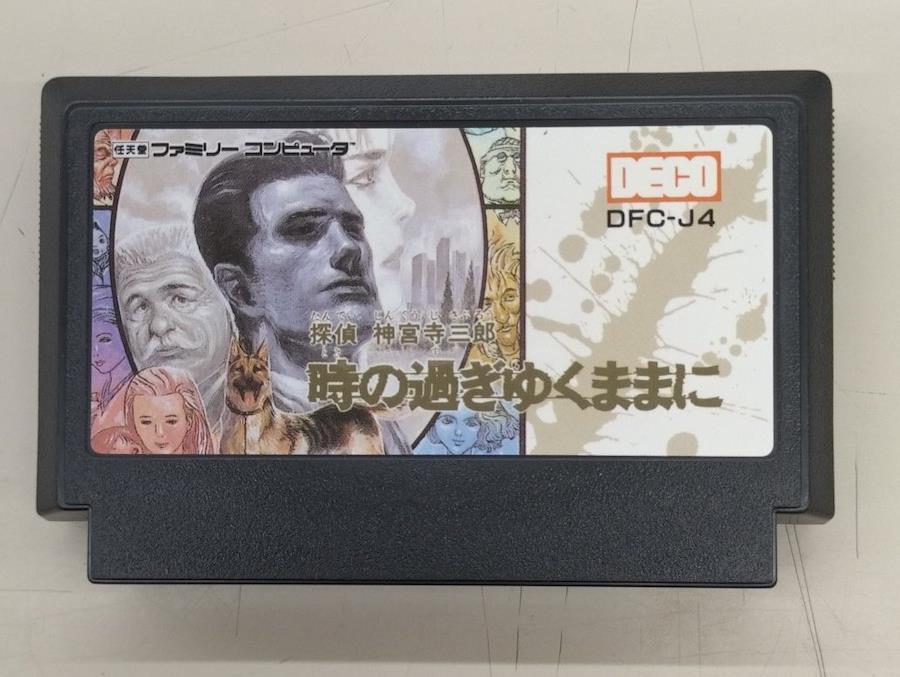 任天堂 ファミリー コンピュータ™
DECO
DFC-J4
たんてい じんぐうじ さぶろう
探偵 神宮寺三郎
時の過ぎゆくままに